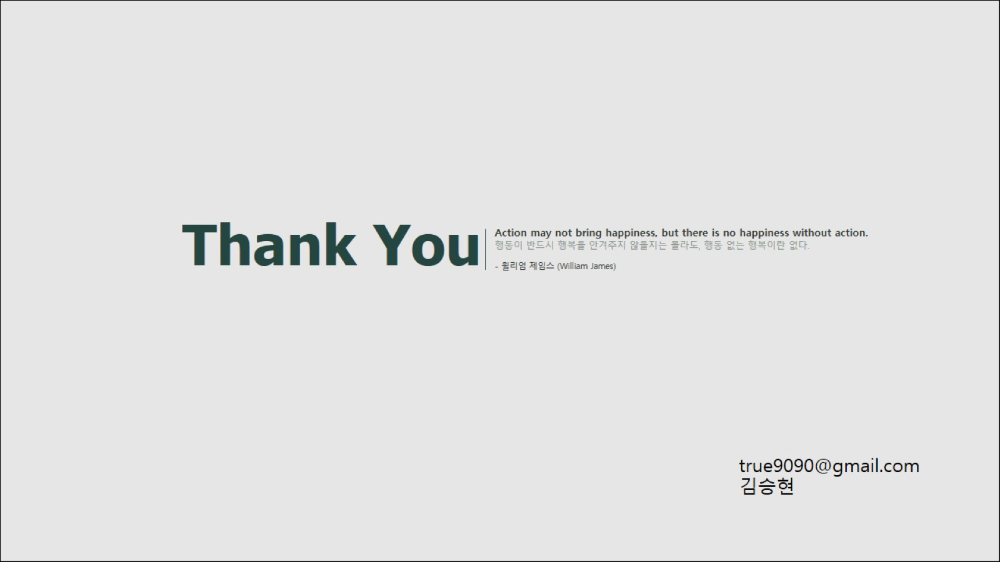 Thank You
Action may not bring happiness, but there is no happiness without action.
행동이 반드시 행복을 안겨주지 않을지는 몰라도, 행동 없는 행복이란 없다.
- 윌리엄 제임스 (William James)
true9090@gmail.com
김승현